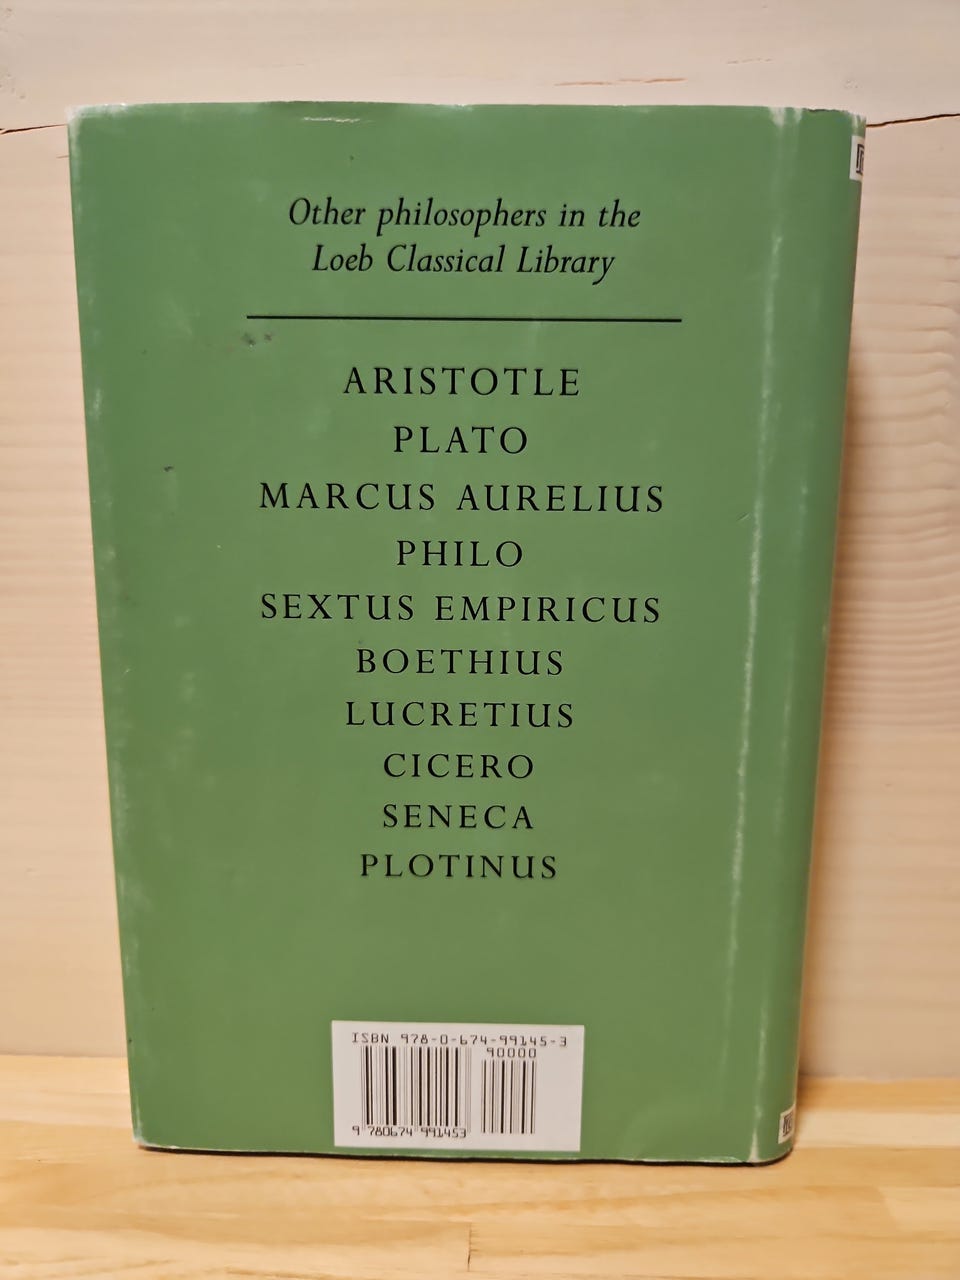 Other philosophers in the
Loeb Classical Library
ARISTOTLE
PLATO
MARCUS AURELIUS
PHILO
SEXTUS EMPIRICUS
BOETHIUS
LUCRETIUS
CICERO
SENECA
PLOTINUS
ISBN 978-0-674-99145-3
90000
9 780674 991453